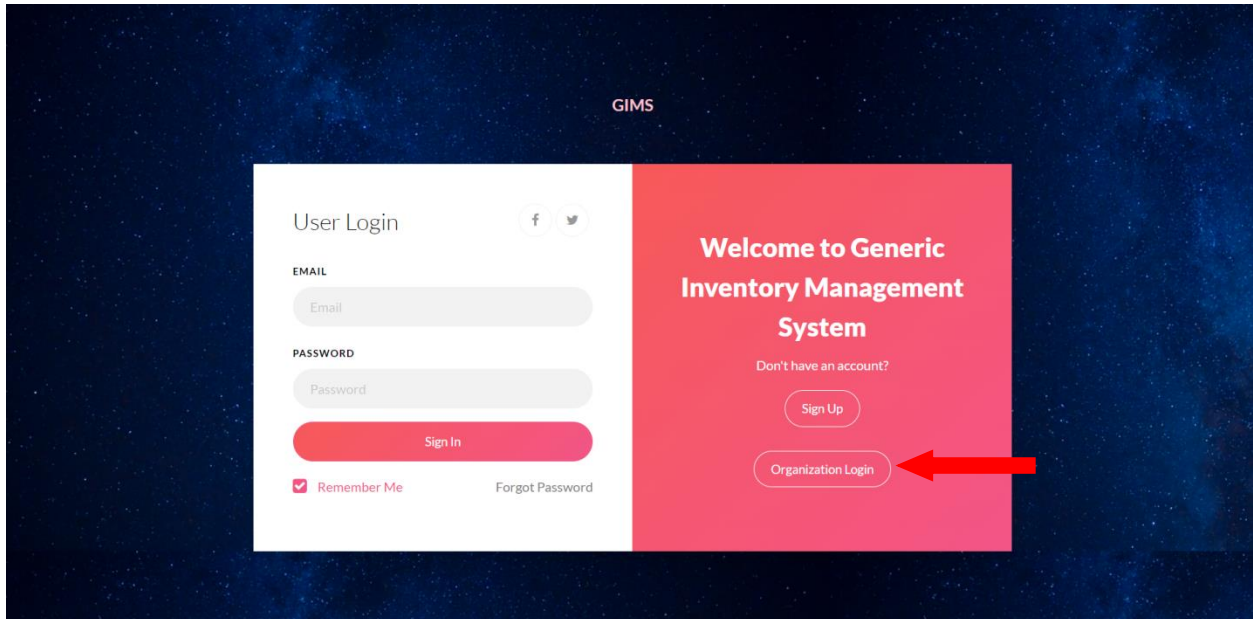 GIMS
User Login
EMAIL
Email
PASSWORD
Password
Sign In
Remember Me
Forgot Password
Welcome to Generic
Inventory Management
System
Don't have an account?
Sign Up
Organization Login